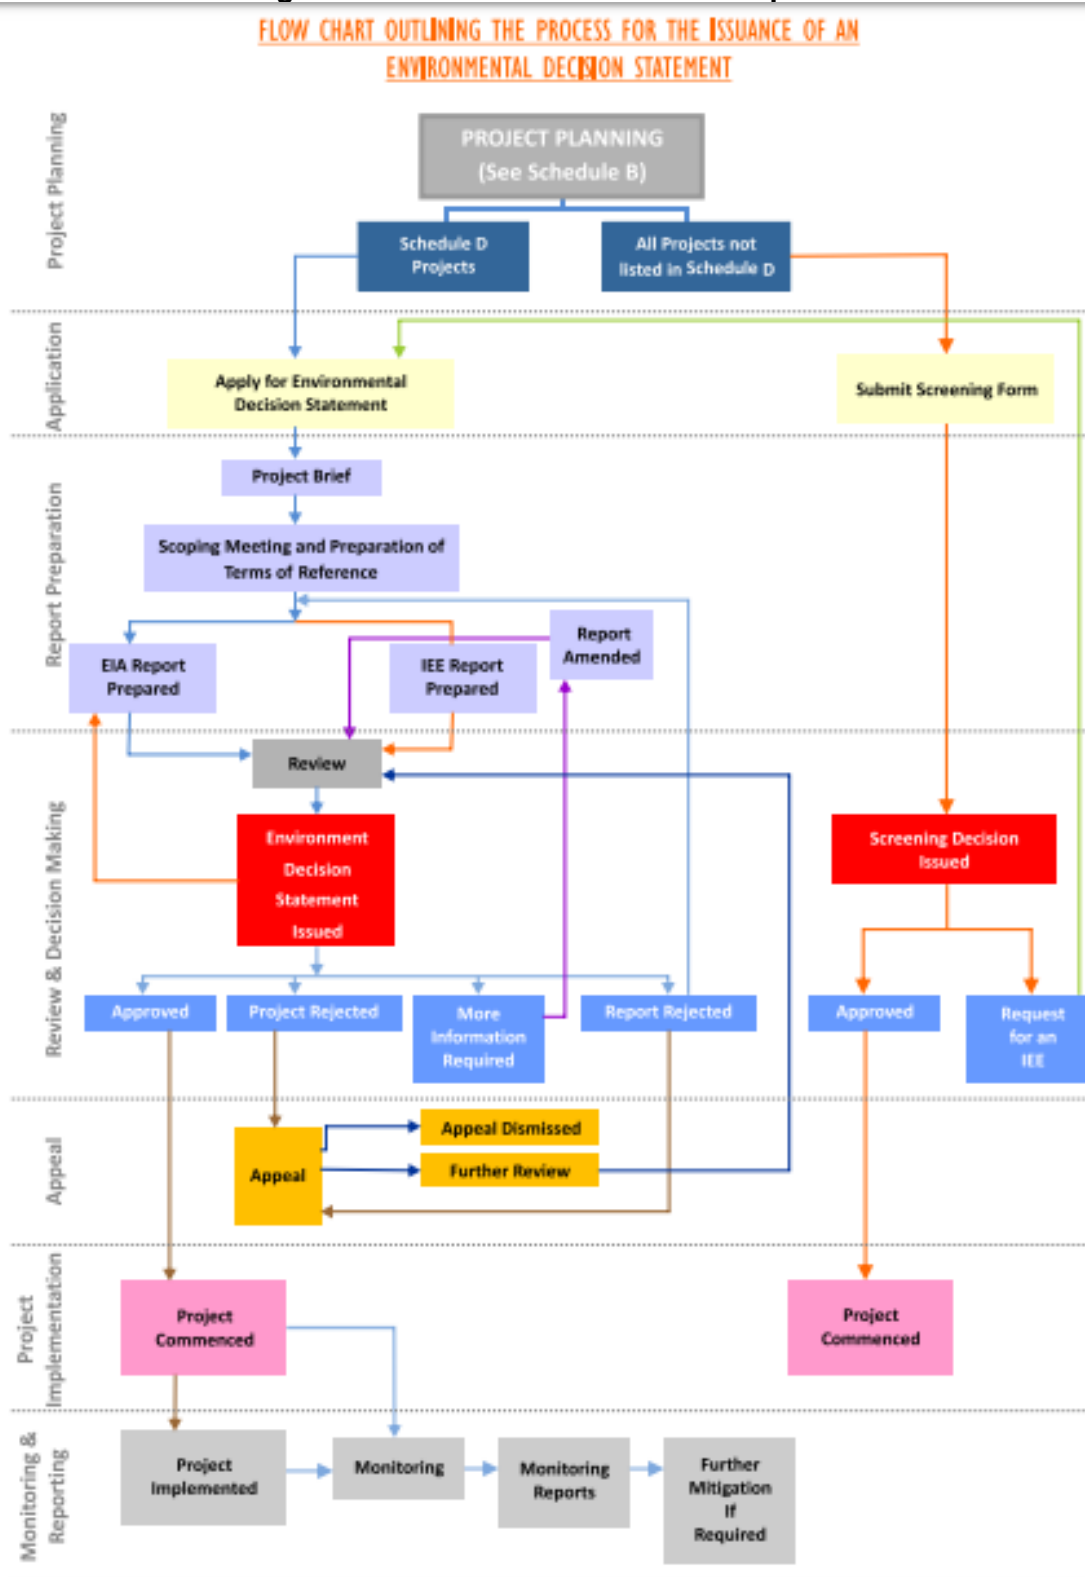 FLOW CHART OUTLINING THE PROCESS FOR THE ISSUANCE OF AN
ENVIRONMENTAL DECISION STATEMENT
Project Planning
PROJECT PLANNING
(See Schedule B)
Schedule D
Projects
All Projects not
listed in Schedule D
Application
Apply for Environmental
Decision Statement
Submit Screening Form
Report Preparation
Project Brief
Scoping Meeting and Preparation of
Terms of Reference
EIA Report
Prepared
IEE Report
Prepared
Report
Amended
Review & Decision Making
Review
Environment
Decision
Statement
Issued
Screening Decision
Issued
Approved
Project Rejected
More
Information
Required
Report Rejected
Approved
Request
for an
IEE
Appeal
Appeal
Appeal Dismissed
Further Review
Project
Implementation
Project
Commenced
Project
Commenced
Monitoring &
Reporting
Project
Implemented
Monitoring
Monitoring
Reports
Further
Mitigation
If
Required